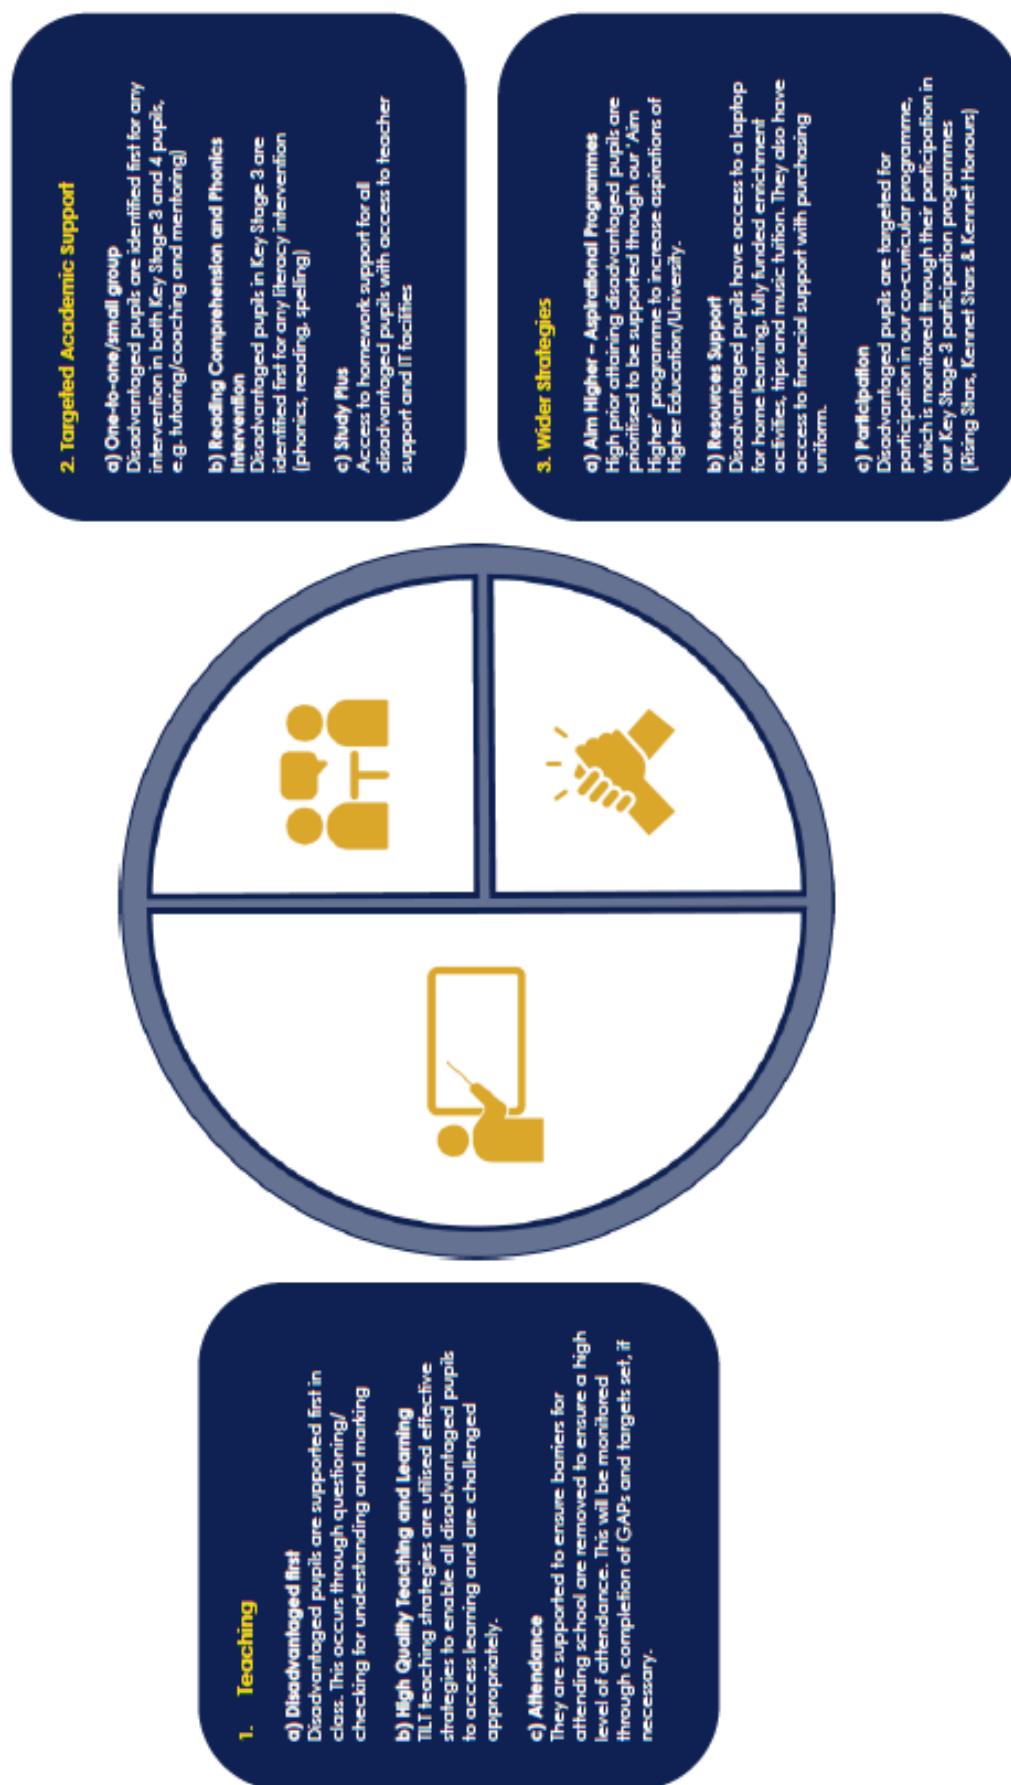 1. Teaching
a) Disadvantaged first
Disadvantaged pupils are supported first in
class. This occurs through questioning/
checking for understanding and marking
b) High Quality Teaching and Learning
TILT teaching strategies are utilised effective
strategies to enable all disadvantaged pupils
to access learning and are challenged
appropriately.
c) Attendance
They are supported to ensure barriers for
attending school are removed to ensure a high
level of attendance. This will be monitored
through completion of GAPs and targets set, if
necessary.
2. Targeted Academic Support
a) One-to-one/small group
Disadvantaged pupils are identified first for any
intervention in both Key Stage 3 and 4 pupils,
e.g. tutoring/coaching and mentoring)
b) Reading Comprehension and Phonics
Intervention
Disadvantaged pupils in Key Stage 3 are
identified first for any literacy intervention
(phonics, reading, spelling)
c) Study Plus
Access to homework support for all
disadvantaged pupils with access to teacher
support and IT facilities
3. Wider Strategies
a) Aim Higher – Aspirational Programmes
High prior attaining disadvantaged pupils are
prioritised to be supported through our 'Aim
Higher' programme to increase aspirations of
Higher Education/University.
b) Resources Support
Disadvantaged pupils have access to a laptop
for home learning, fully funded enrichment
activities, trips and music tuition. They also have
access to financial support with purchasing
uniform.
c) Participation
Disadvantaged pupils are targeted for
participation in our co-curricular programme,
which is monitored through their participation in
our Key Stage 3 participation programmes
(Rising Stars, Kennet Stars & Kennet Honours)